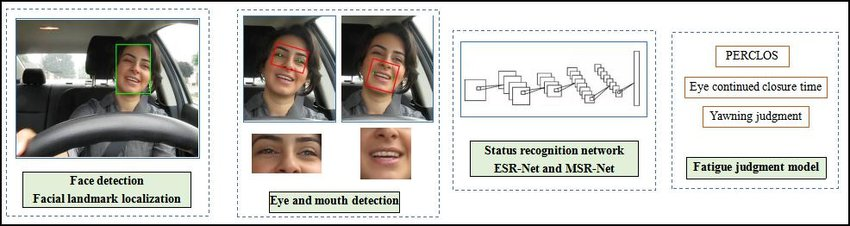 Face detection
Facial landmark localization
Eye and mouth detection
Status recognition network
ESR-Net and MSR-Net
PERCLOS
Eye continued closure time
Yawning judgment
Fatigue judgment model